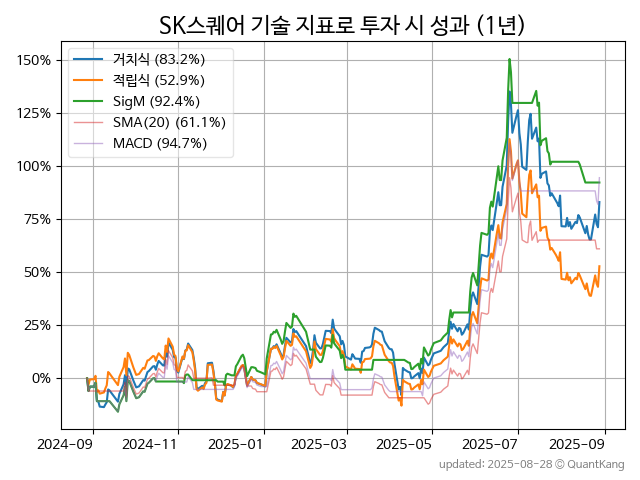 SK스퀘어 기술 지표로 투자 시 성과 (1년)
거치식 (83.2%)
적립식 (52.9%)
SigM (92.4%)
SMA(20) (61.1%)
MACD (94.7%)
150%
125%
100%
75%
50%
25%
0%
2024-09
2024-11
2025-01
2025-03
2025-05
2025-07
2025-09
updated: 2025-08-28 © QuantKang